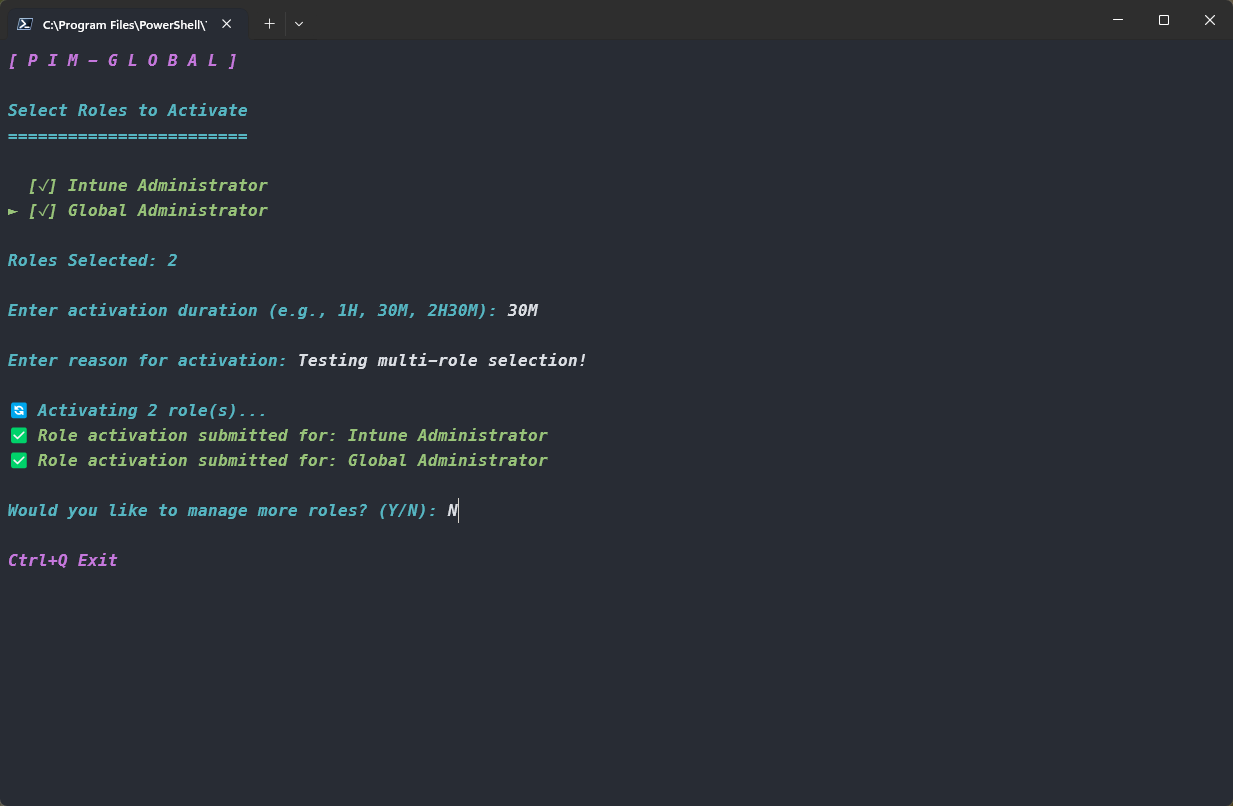 C:\Program Files\PowerShell\
[ P I M - G L O B A L ]
Select Roles to Activate
========================
[√] Intune Administrator
► [√] Global Administrator
Roles Selected: 2
Enter activation duration (e.g., 1H, 30M, 2H30M): 30M
Enter reason for activation: Testing multi-role selection!
Activating 2 role(s)...
Role activation submitted for: Intune Administrator
Role activation submitted for: Global Administrator
Would you like to manage more roles? (Y/N): N
Ctrl+Q Exit